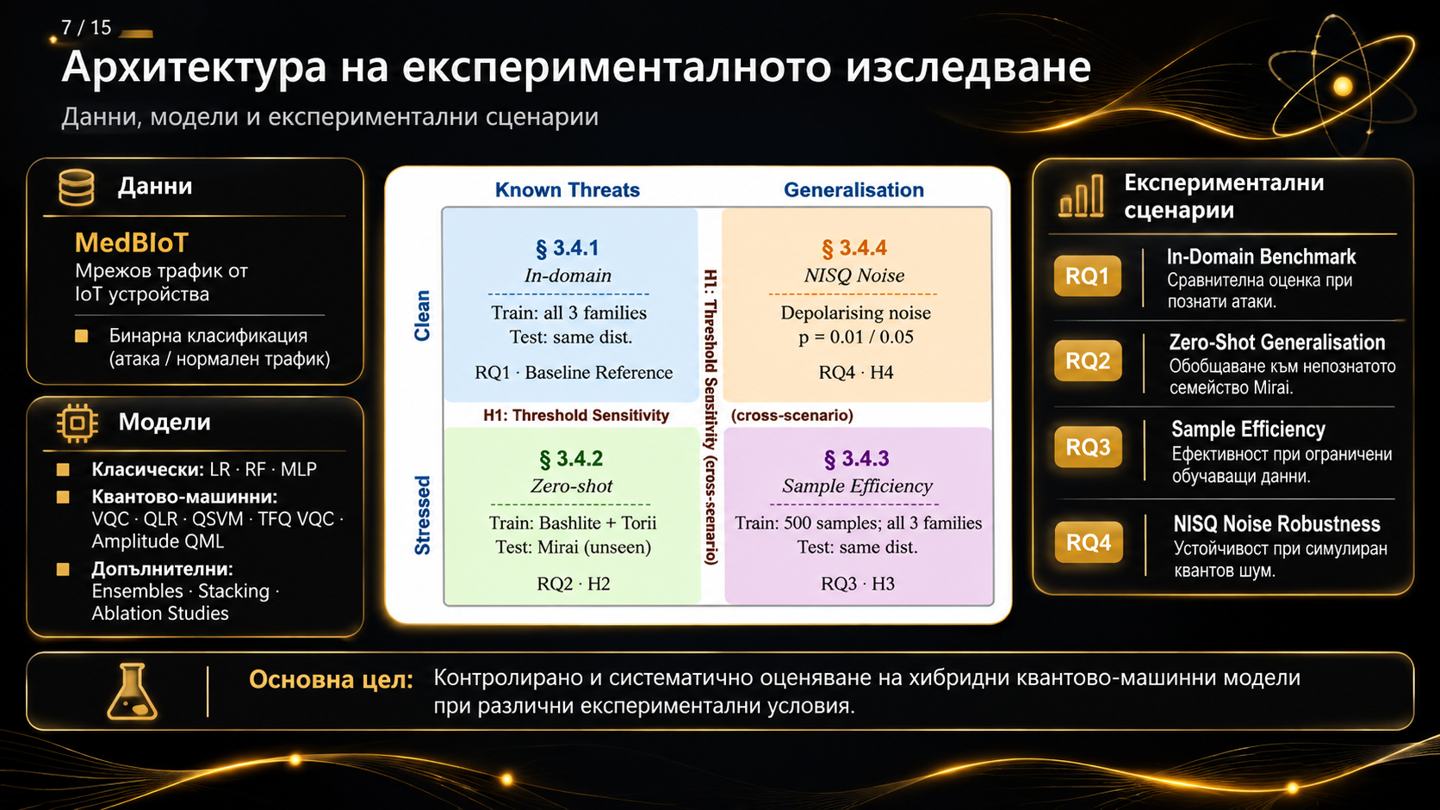 7 / 15
Архитектура на експерименталното изследване
Данни, модели и експериментални сценарии
Данни
MedBIoT
Мрежов трафик от
IoT устройства
Бинарна класификация
(атака / нормален трафик)
Модели
Класически: LR · RF · MLP
Квантово-машинни:
VQC · QLR · QSVM · TFQ VQC ·
Amplitude QML
Допълнителни:
Ensembles · Stacking ·
Ablation Studies
Known Threats
Generalisation
Clean
§ 3.4.1
In-domain
Train: all 3 families
Test: same dist.
RQ1 · Baseline Reference
§ 3.4.4
NISQ Noise
Depolarising noise
p = 0.01 / 0.05
RQ4 · H4
H1: Threshold Sensitivity (cross-scenario)
H1: Threshold Sensitivity (cross-seenario)
Stressed
§ 3.4.2
Zero-shot
Train: Bashlite + Torii
Test: Mirai (unseen)
RQ2 · H2
§ 3.4.3
Sample Efficiency
Train: 500 samples; all 3 families
Test: same dist.
RQ3 · H3
Експериментални
сценарии
RQ1
In-Domain Benchmark
Сравнителна оценка при
познати атаки.
RQ2
Zero-Shot Generalisation
Обобщаване към непознатото
семейство Mirai.
RQ3
Sample Efficiency
Ефективност при ограничени
обучаващи данни.
RQ4
NISQ Noise Robustness
Устойчивост при симулиран
квантов шум.
Основна цел:
Контролирано и систематично оценяване на хибридни квантово-машинни модели
при различни експериментални условия.